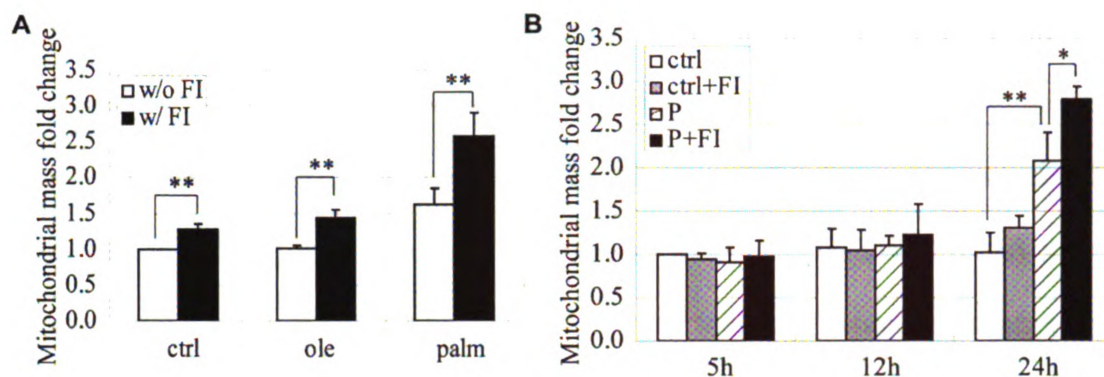 A
Mitochondrial mass fold change
3.5
3.0
2.5
2.0
1.5
1.0
0.5
0.0
w/o FI
w/ FI
**
**
**
ctrl ole palm
B
Mitochondrial mass fold change
3.5
3.0
2.5
2.0
1.5
1.0
0.5
0.0
ctrl
ctrl+FI
P
P+FI
**
*
5h 12h 24h